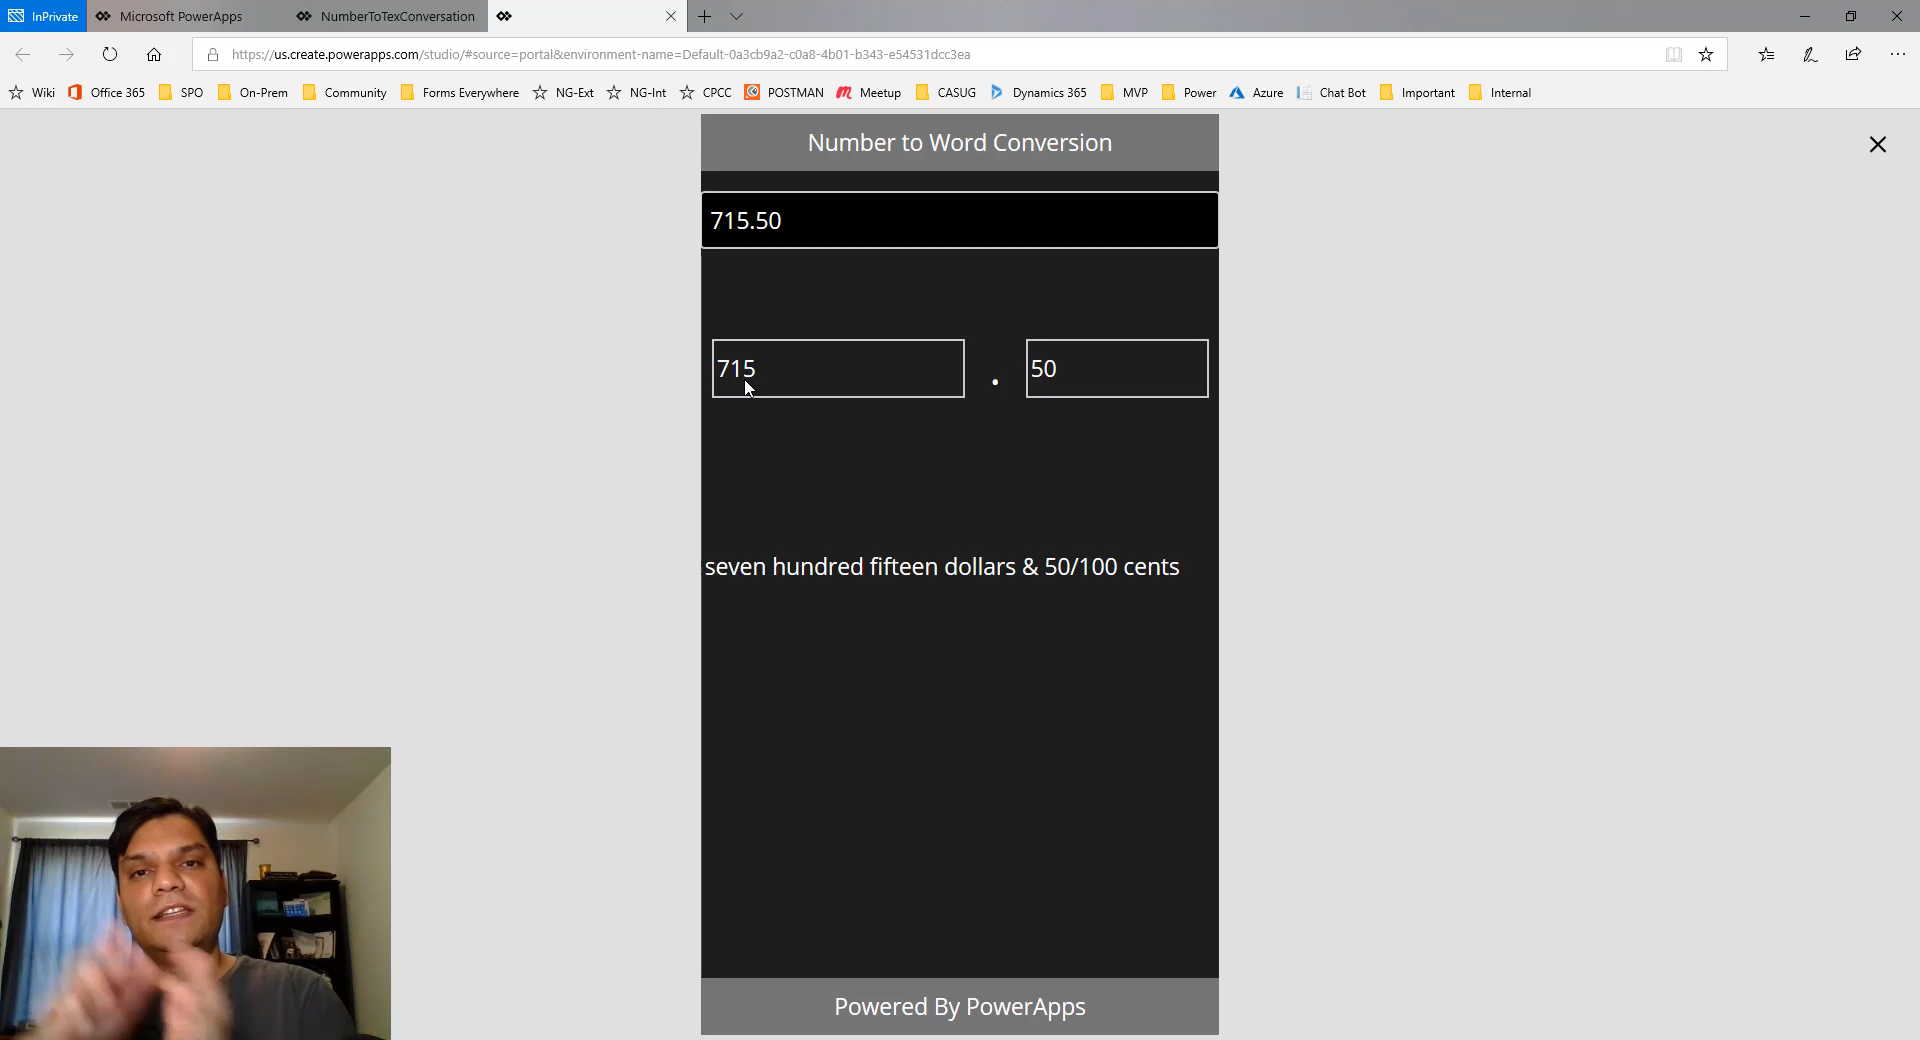 InPrivate
Microsoft PowerApps
NumberToTexConversation
https://us.create.powerapps.com/studio/#source=portal&environment-name=Default-0a3cb9a2-c0a8-4b01-b343-e54531dcc3ea
Wiki Office 365 SPO On-Prem Community Forms Everywhere NG-Ext NG-Int CPCC POSTMAN Meetup CASUG Dynamics 365 MVP Power Azure Chat Bot Important Internal
Number to Word Conversion
715.50
715 . 50
seven hundred fifteen dollars & 50/100 cents
Powered By PowerApps